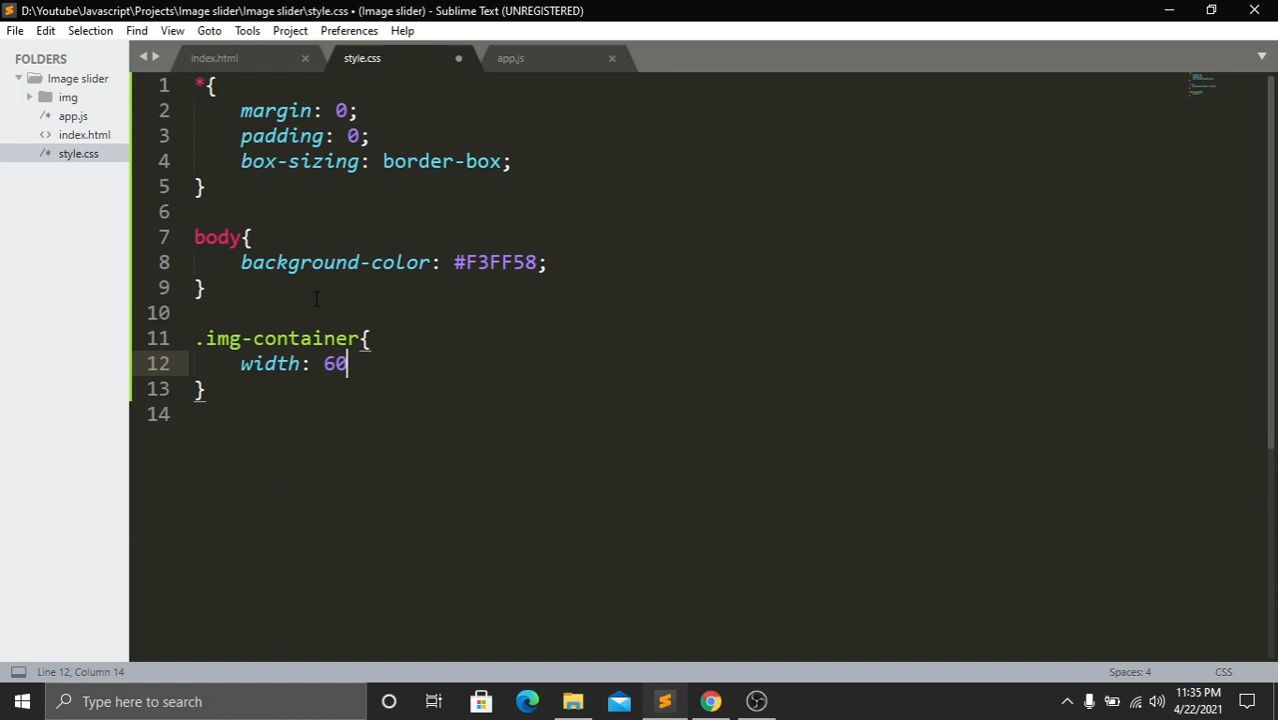 D:\Youtube\Javascript\Projects\Image slider\Image slider\style.css • (Image slider) - Sublime Text (UNREGISTERED)
File Edit Selection Find View Goto Tools Project Preferences Help
FOLDERS
Image slider
img
app.js
index.html
style.css
index.html style.css app.js
1 *{
2 margin: 0;
3 padding: 0;
4 box-sizing: border-box;
5 }
6
7 body{
8 background-color: #F3FF58;
9 }
10
11 .img-container{
12 width: 60
13 }
14
Line 12, Column 14 Spaces: 4 CSS
Type here to search
11:35 PM
4/22/2021